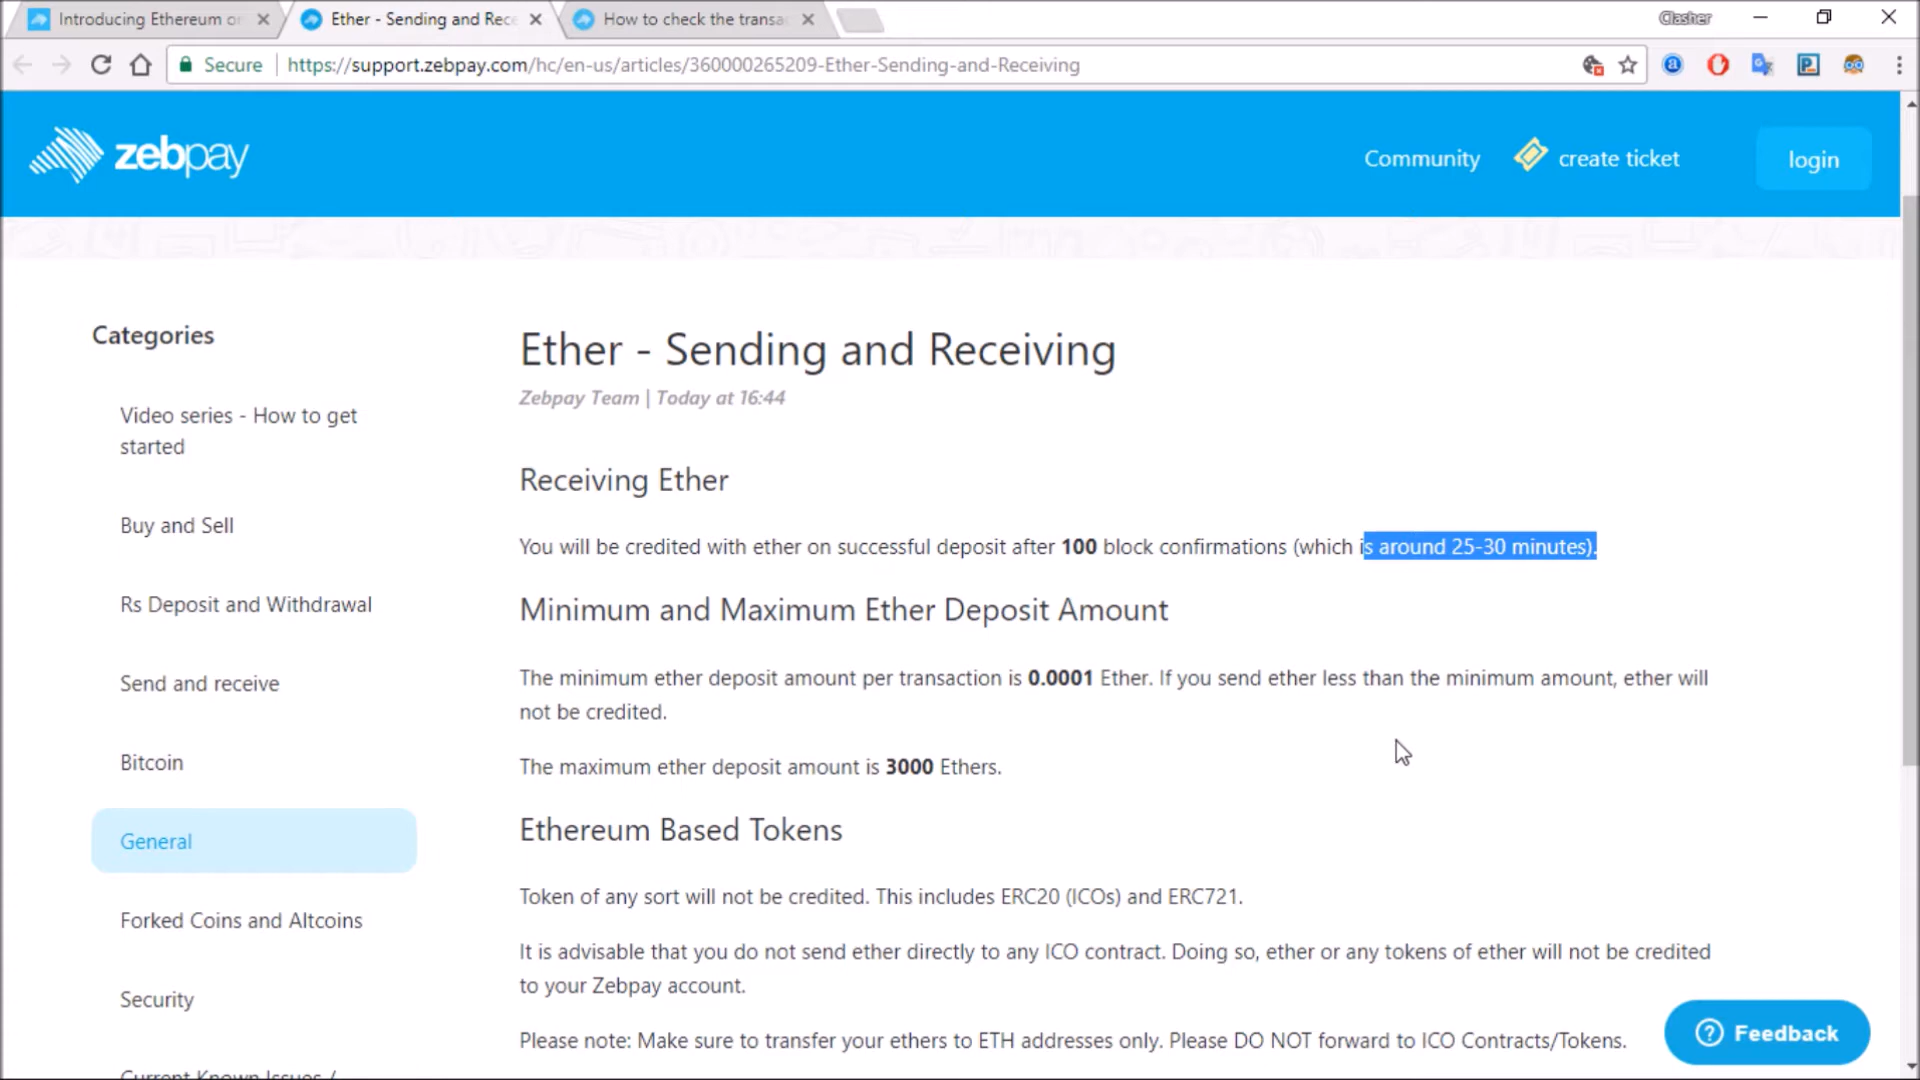 Introducing Ethereum o
Ether - Sending and Rece
How to check the transa
Clasher
Secure
https://support.zebpay.com/hc/en-us/articles/360000265209-Ether-Sending-and-Receiving
zebpay
Community
create ticket
login
Categories
Video series - How to get
started
Buy and Sell
Rs Deposit and Withdrawal
Send and receive
Bitcoin
General
Forked Coins and Altcoins
Security
Current Known Issues /
Ether - Sending and Receiving
Zebpay Team | Today at 16:44
Receiving Ether
You will be credited with ether on successful deposit after 100 block confirmations (which is around 25-30 minutes).
Minimum and Maximum Ether Deposit Amount
The minimum ether deposit amount per transaction is 0.0001 Ether. If you send ether less than the minimum amount, ether will
not be credited.
The maximum ether deposit amount is 3000 Ethers.
Ethereum Based Tokens
Token of any sort will not be credited. This includes ERC20 (ICOs) and ERC721.
It is advisable that you do not send ether directly to any ICO contract. Doing so, ether or any tokens of ether will not be credited
to your Zebpay account.
Please note: Make sure to transfer your ethers to ETH addresses only. Please DO NOT forward to ICO Contracts/Tokens.
Feedback